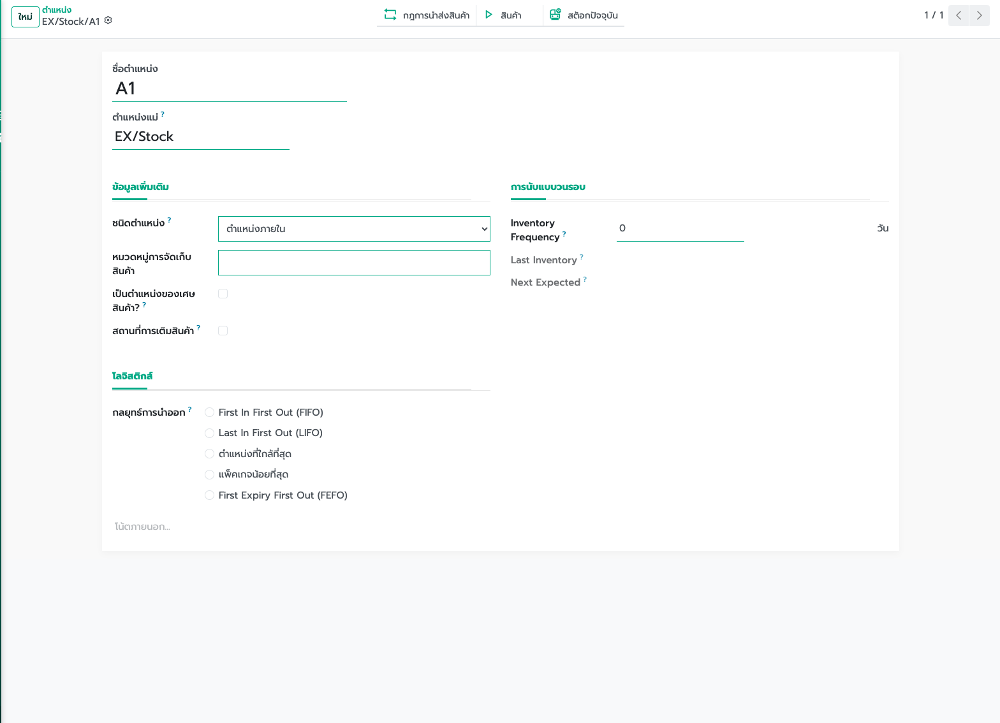 ใหม่
ตำแหน่ง
EX/Stock/A1
กฎการนำส่งสินค้า
สินค้า
สต๊อกปัจจุบัน
1 / 1
ชื่อตำแหน่ง
A1
ตำแหน่งแม่ ?
EX/Stock
ข้อมูลเพิ่มเติม
ชนิดตำแหน่ง ?
ตำแหน่งภายใน
หมวดหมู่การจัดเก็บ
สินค้า
เป็นตำแหน่งของเศษ
สินค้า? ?
สถานที่การเติมสินค้า ?
การนับแบบวนรอบ
Inventory
Frequency ?
0
วัน
Last Inventory ?
Next Expected ?
โลจิสติกส์
กลยุทธ์การนำออก ?
First In First Out (FIFO)
Last In First Out (LIFO)
ตำแหน่งที่ใกล้ที่สุด
แพ็คเกจน้อยที่สุด
First Expiry First Out (FEFO)
โน้ตภายนอก...